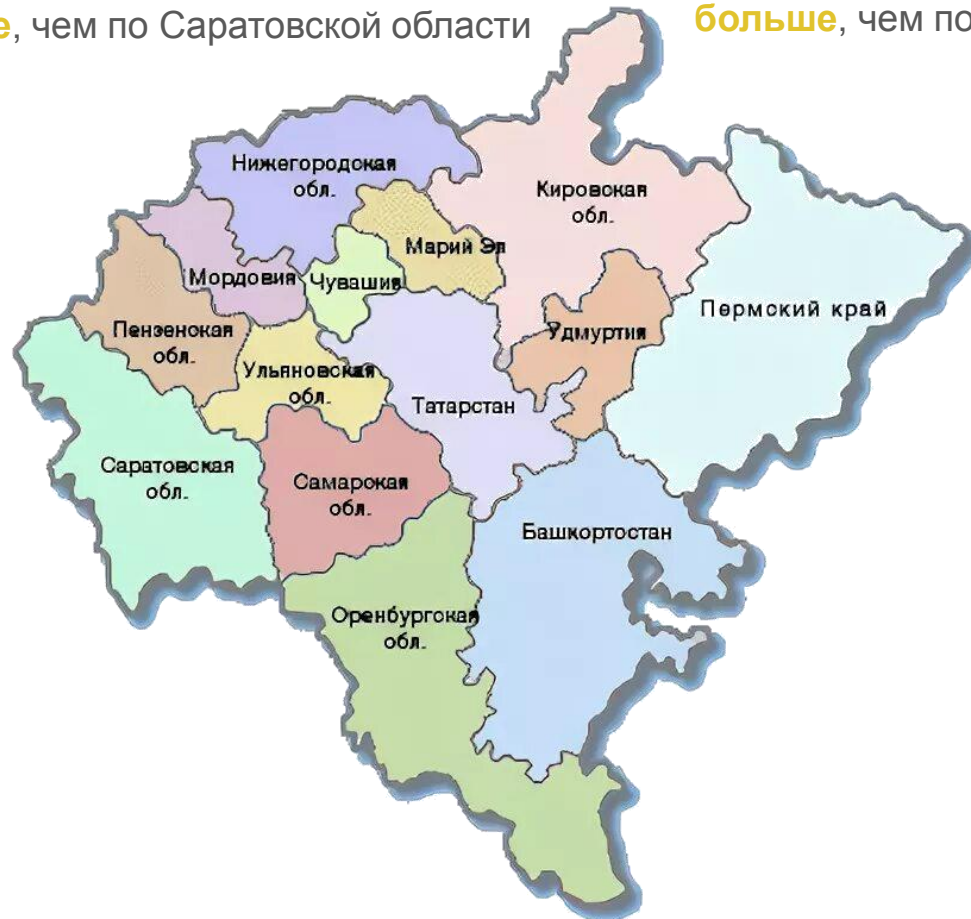 е, чем по Саратовской области
больше, чем по
Нижегородская
обл.
Кировская
обл.
Марий Эл
Мордовия
Чувашия
Пермский край
Пензенская
обл.
Удмуртия
Ульяновская
обл.
Татарстан
Саратовская
обл.
Самарская
обл.
Башкортостан
Оренбургская
обл.